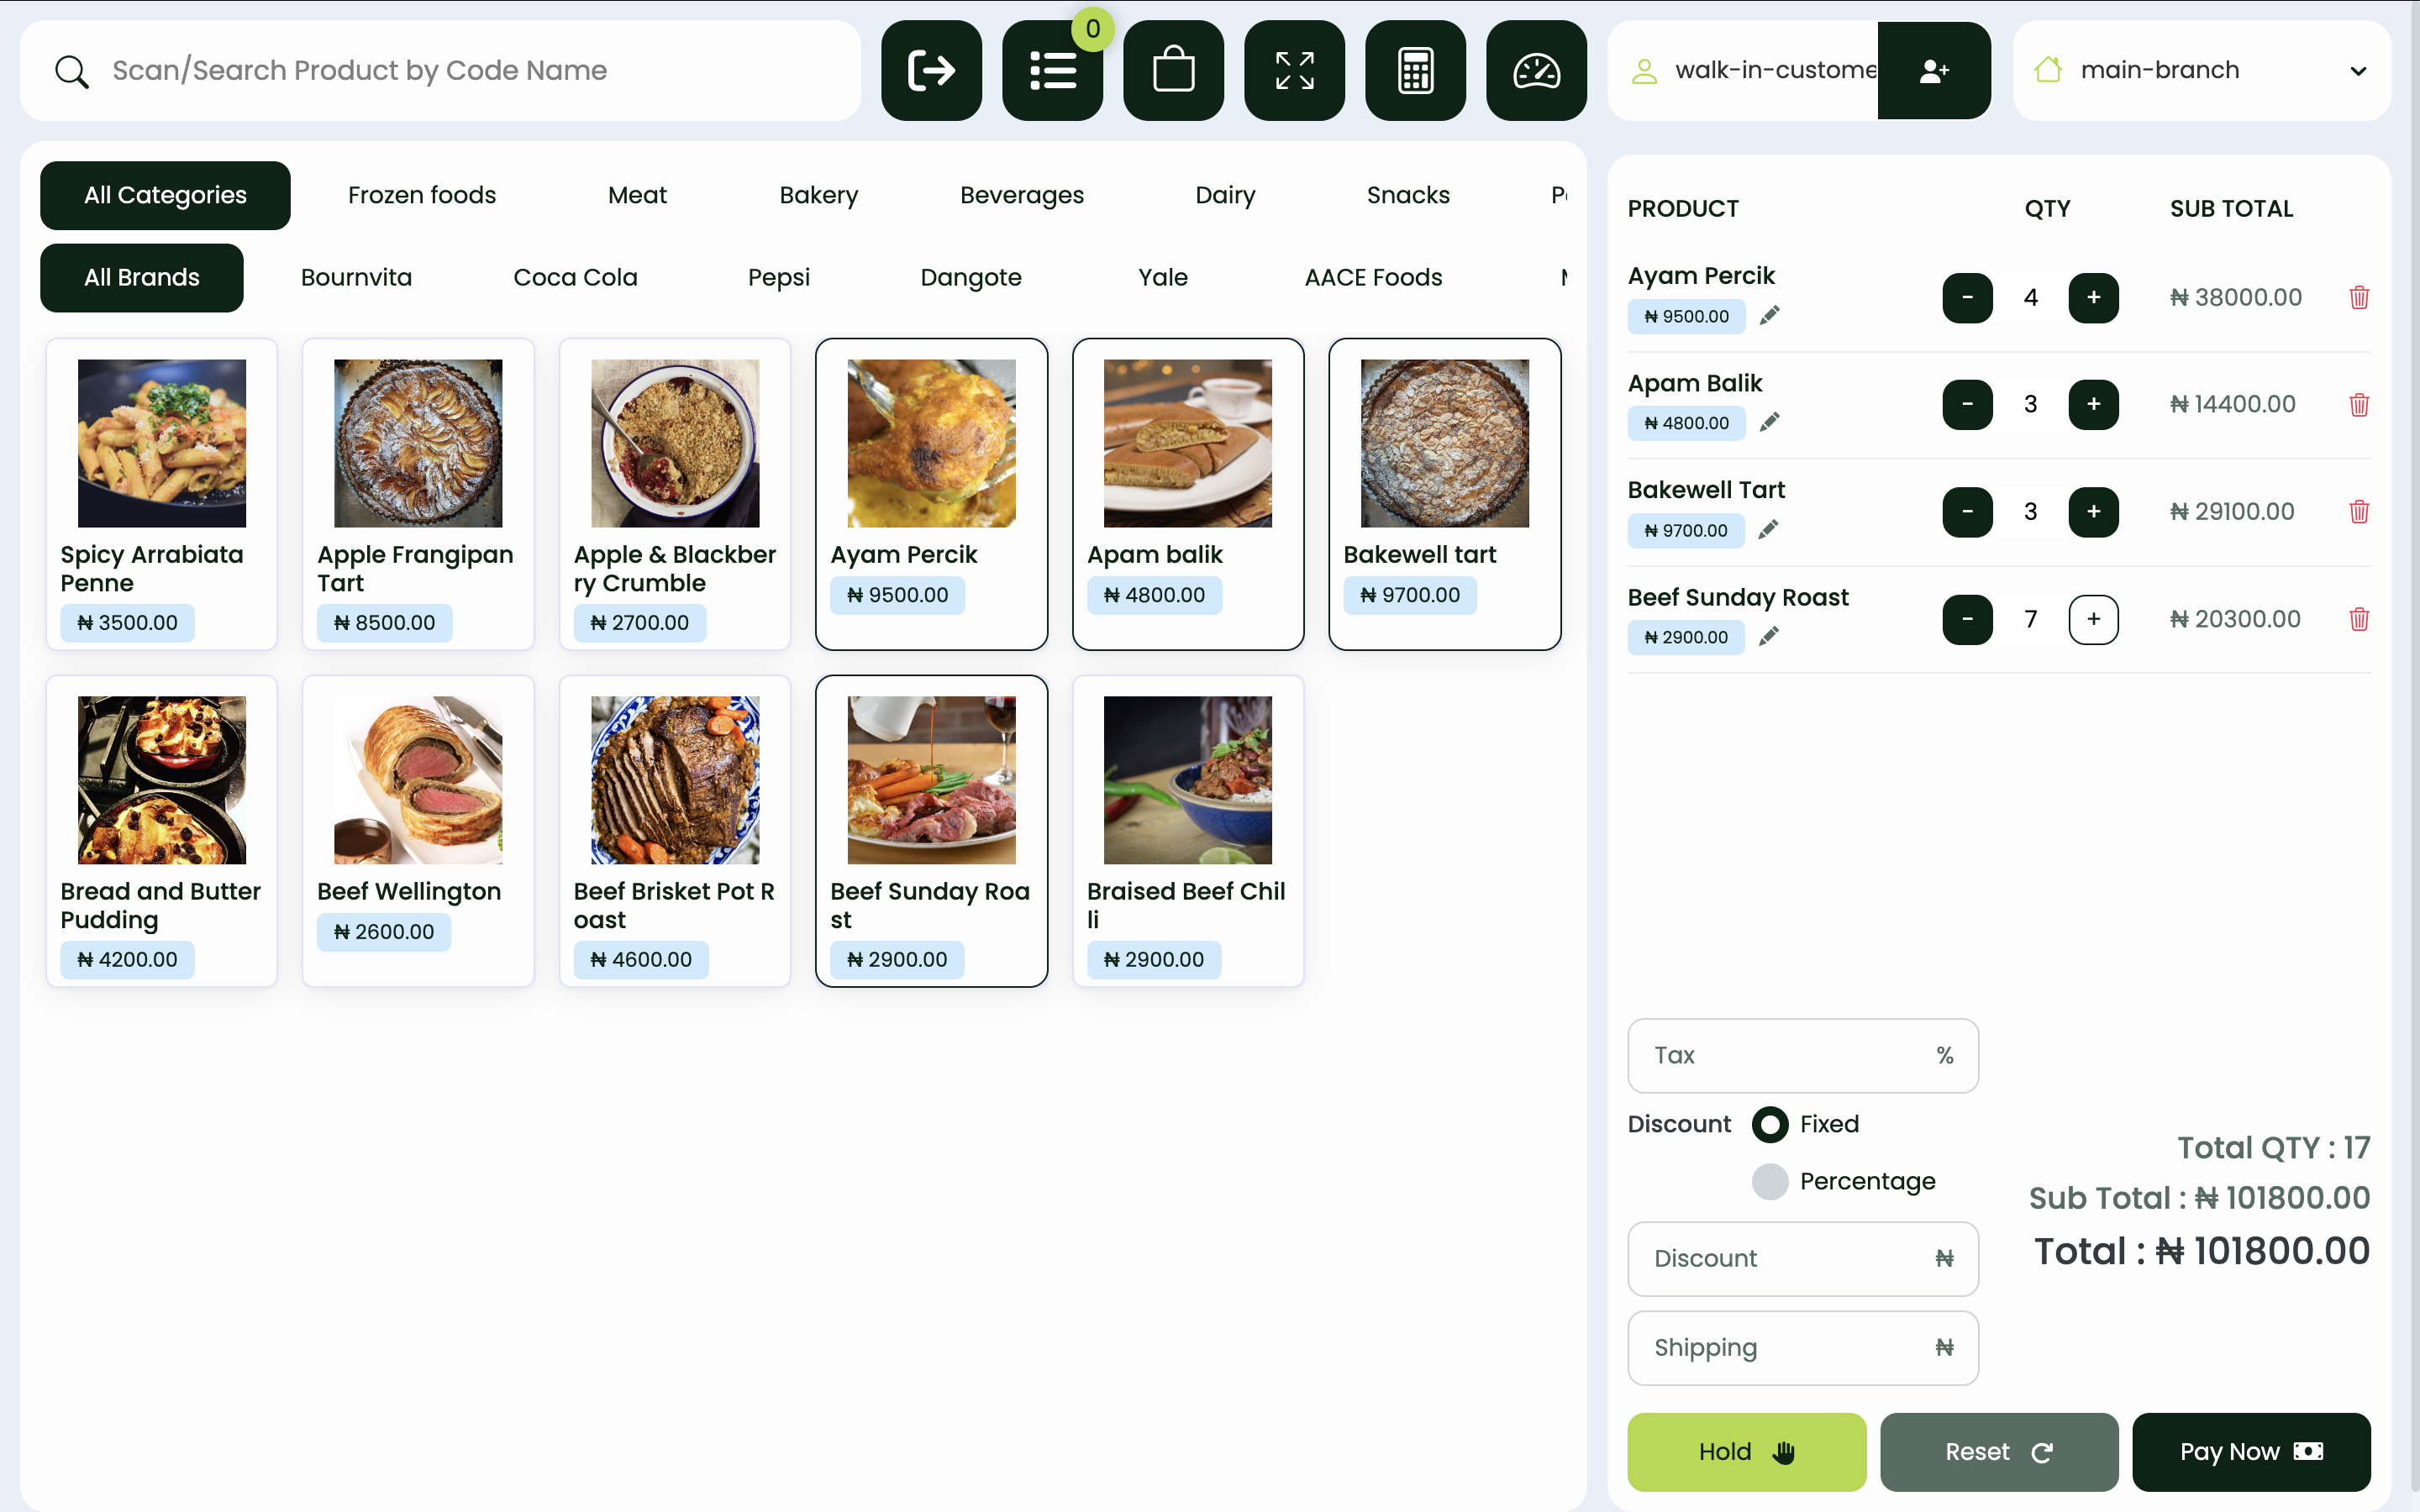 Scan/Search Product by Code Name
0
walk-in-custome
main-branch
All Categories
Frozen foods
Meat
Bakery
Beverages
Dairy
Snacks
All Brands
Bournvita
Coca Cola
Pepsi
Dangote
Yale
AACE Foods
Spicy Arrabiata
Penne
₦ 3500.00
Apple Frangipan
Tart
₦ 8500.00
Apple & Blackber
ry Crumble
₦ 2700.00
Ayam Percik
₦ 9500.00
Apam balik
₦ 4800.00
Bakewell tart
₦ 9700.00
Bread and Butter
Pudding
₦ 4200.00
Beef Wellington
₦ 2600.00
Beef Brisket Pot R
oast
₦ 4600.00
Beef Sunday Roa
st
₦ 2900.00
Braised Beef Chil
li
₦ 2900.00
PRODUCT QTY SUB TOTAL
Ayam Percik
₦ 9500.00
- 4 + ₦ 38000.00
Apam Balik
₦ 4800.00
- 3 + ₦ 14400.00
Bakewell Tart
₦ 9700.00
- 3 + ₦ 29100.00
Beef Sunday Roast
₦ 2900.00
- 7 + ₦ 20300.00
Tax %
Discount Fixed
Percentage
Discount ₦
Shipping ₦
Total QTY : 17
Sub Total : ₦ 101800.00
Total : ₦ 101800.00
Hold
Reset
Pay Now